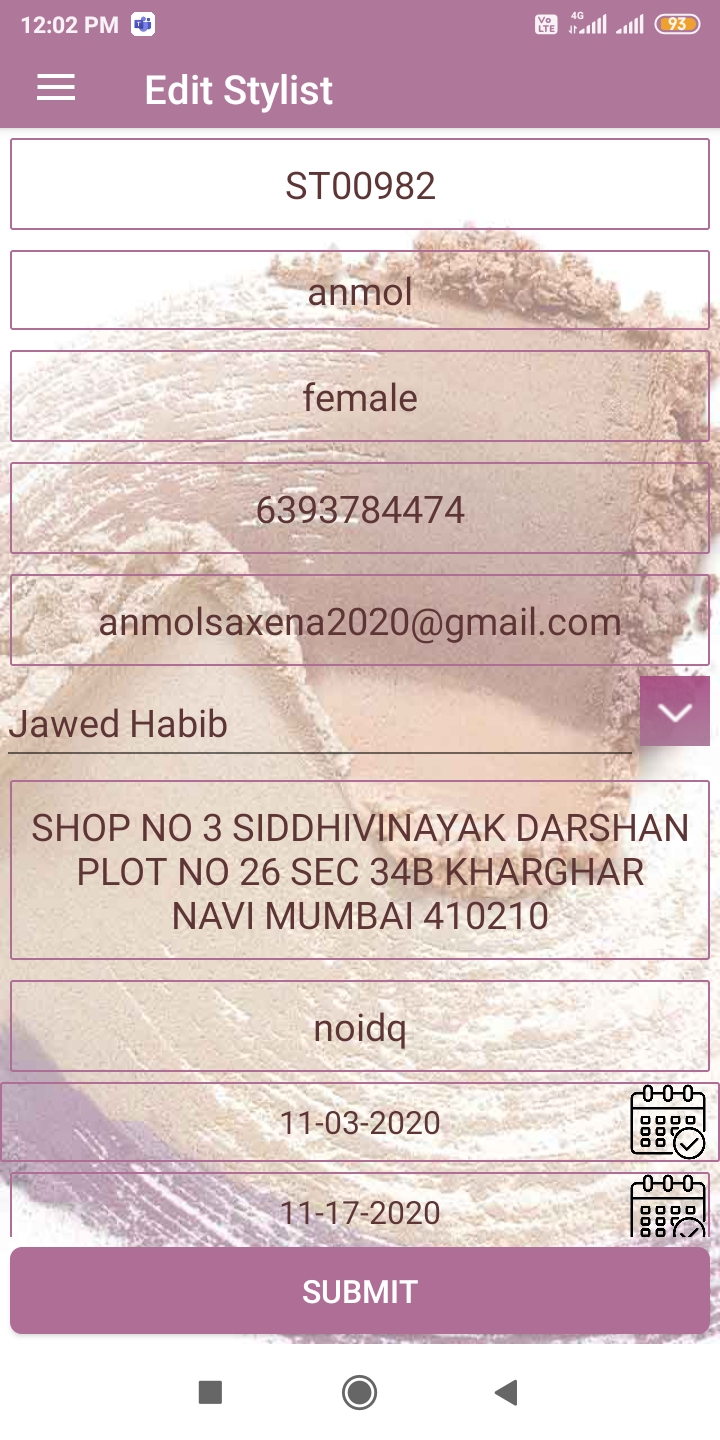 12:02 PM
Vo LTE
4G
93
Edit Stylist
ST00982
anmol
female
6393784474
anmolsaxena2020@gmail.com
Jawed Habib
SHOP NO 3 SIDDHIVINAYAK DARSHAN
PLOT NO 26 SEC 34B KHARGHAR
NAVI MUMBAI 410210
noidq
11-03-2020
11-17-2020
SUBMIT